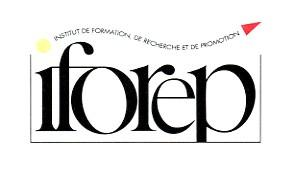 INSTITUT DE FORMATION, DE RECHERCHE ET DE PROMOTION
iforep